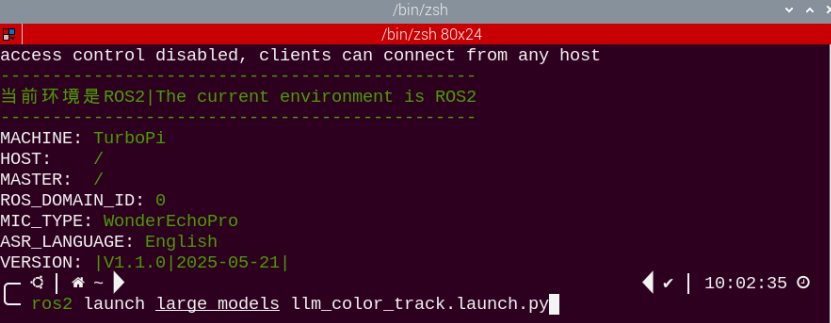 /bin/zsh
/bin/zsh 80x24
access control disabled, clients can connect from any host
----------------------------------------------
当前环境是ROS2|The current environment is ROS2
----------------------------------------------
MACHINE: TurboPi
HOST: /
MASTER: /
ROS_DOMAIN_ID: 0
MIC_TYPE: WonderEchoPro
ASR_LANGUAGE: English
VERSION: |V1.1.0|2025-05-21|
~ ✔ 10:02:35
ros2 launch large_models llm_color_track.launch.py